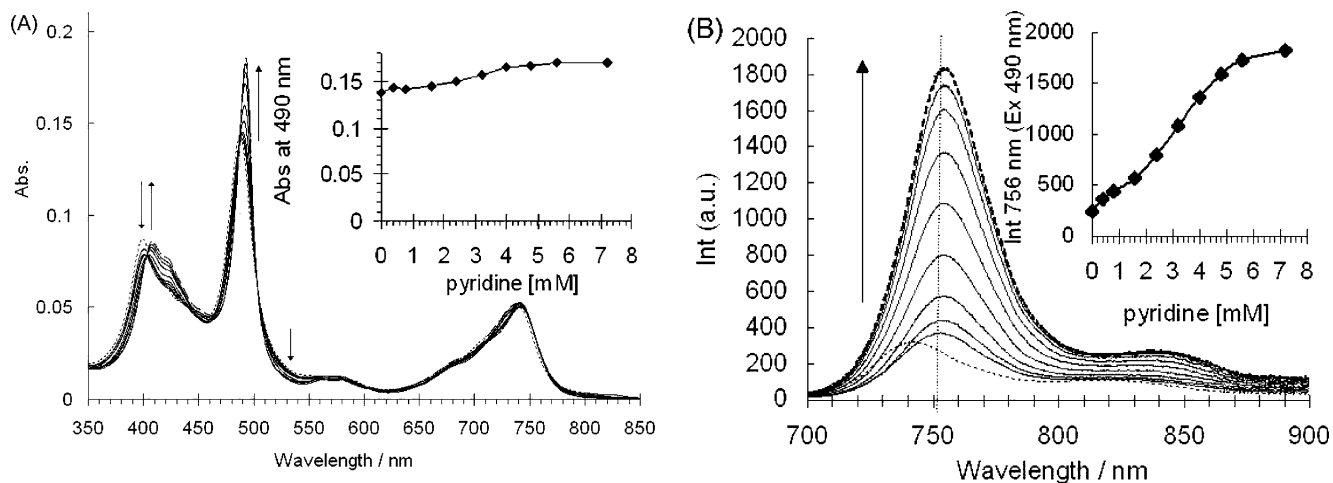 (A)
0.2
0.15
0.1
0.05
0
Abs.
350 400 450 500 550 600 650 700 750 800 850
Wavelength / nm
Abs at 490 nm
0.15
0.1
0.05
0
0 1 2 3 4 5 6 7 8
pyridine [mM]
(B)
2000
1800
1600
1400
1200
1000
800
600
400
200
0
Int (a.u.)
700 750 800 850 900
Wavelength / nm
Int 756 nm (Ex 490 nm)
2000
1500
1000
500
0
0 1 2 3 4 5 6 7 8
pyridine [mM]